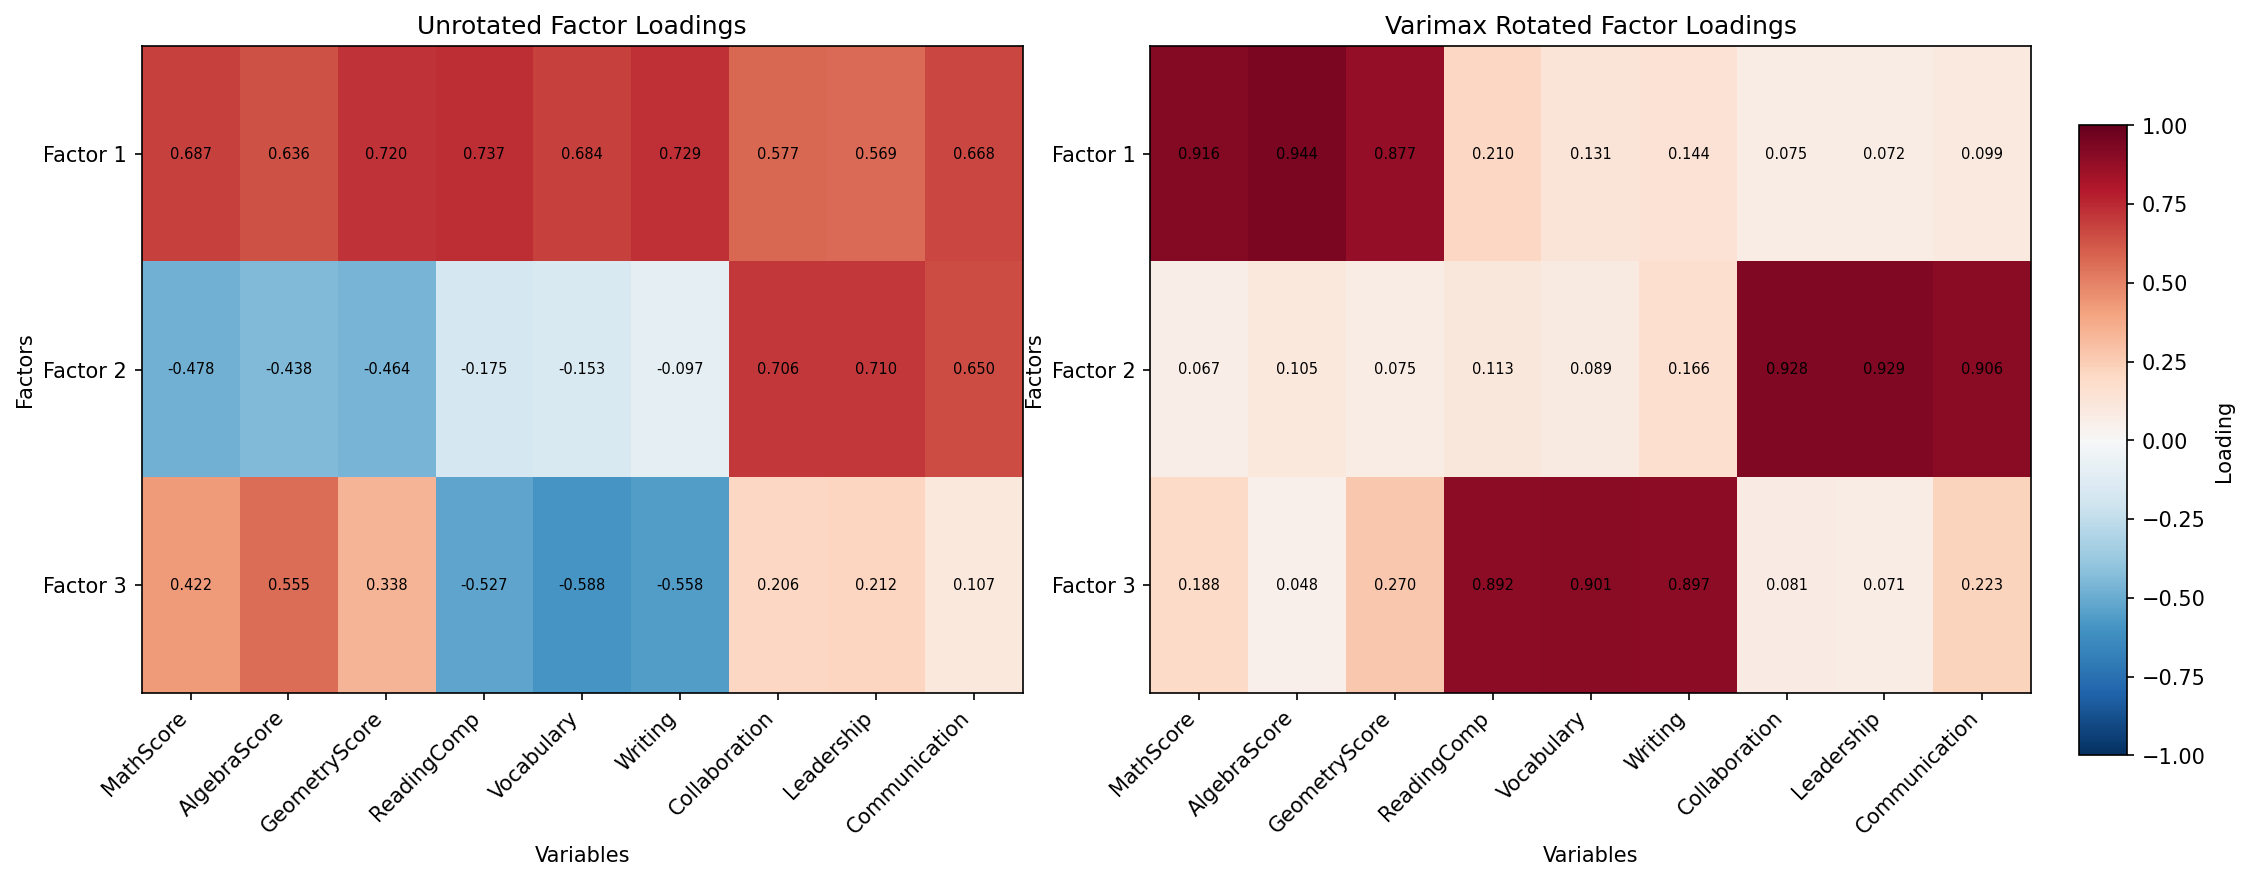 Unrotated Factor Loadings
Factors
Factor 1 0.687 0.636 0.720 0.737 0.684 0.729 0.577 0.569 0.668
Factor 2 -0.478 -0.438 -0.464 -0.175 -0.153 -0.097 0.706 0.710 0.650
Factor 3 0.422 0.555 0.338 -0.527 -0.588 -0.558 0.206 0.212 0.107
MathScore AlgebraScore GeometryScore ReadingComp Vocabulary Writing Collaboration Leadership Communication
Variables
Varimax Rotated Factor Loadings
Factors
Factor 1 0.916 0.944 0.877 0.210 0.131 0.144 0.075 0.072 0.099
Factor 2 0.067 0.105 0.075 0.113 0.089 0.166 0.928 0.929 0.906
Factor 3 0.188 0.048 0.270 0.892 0.901 0.897 0.081 0.071 0.223
MathScore AlgebraScore GeometryScore ReadingComp Vocabulary Writing Collaboration Leadership Communication
Variables
1.00
0.75
0.50
0.25
0.00
−0.25
−0.50
−0.75
−1.00
Loading